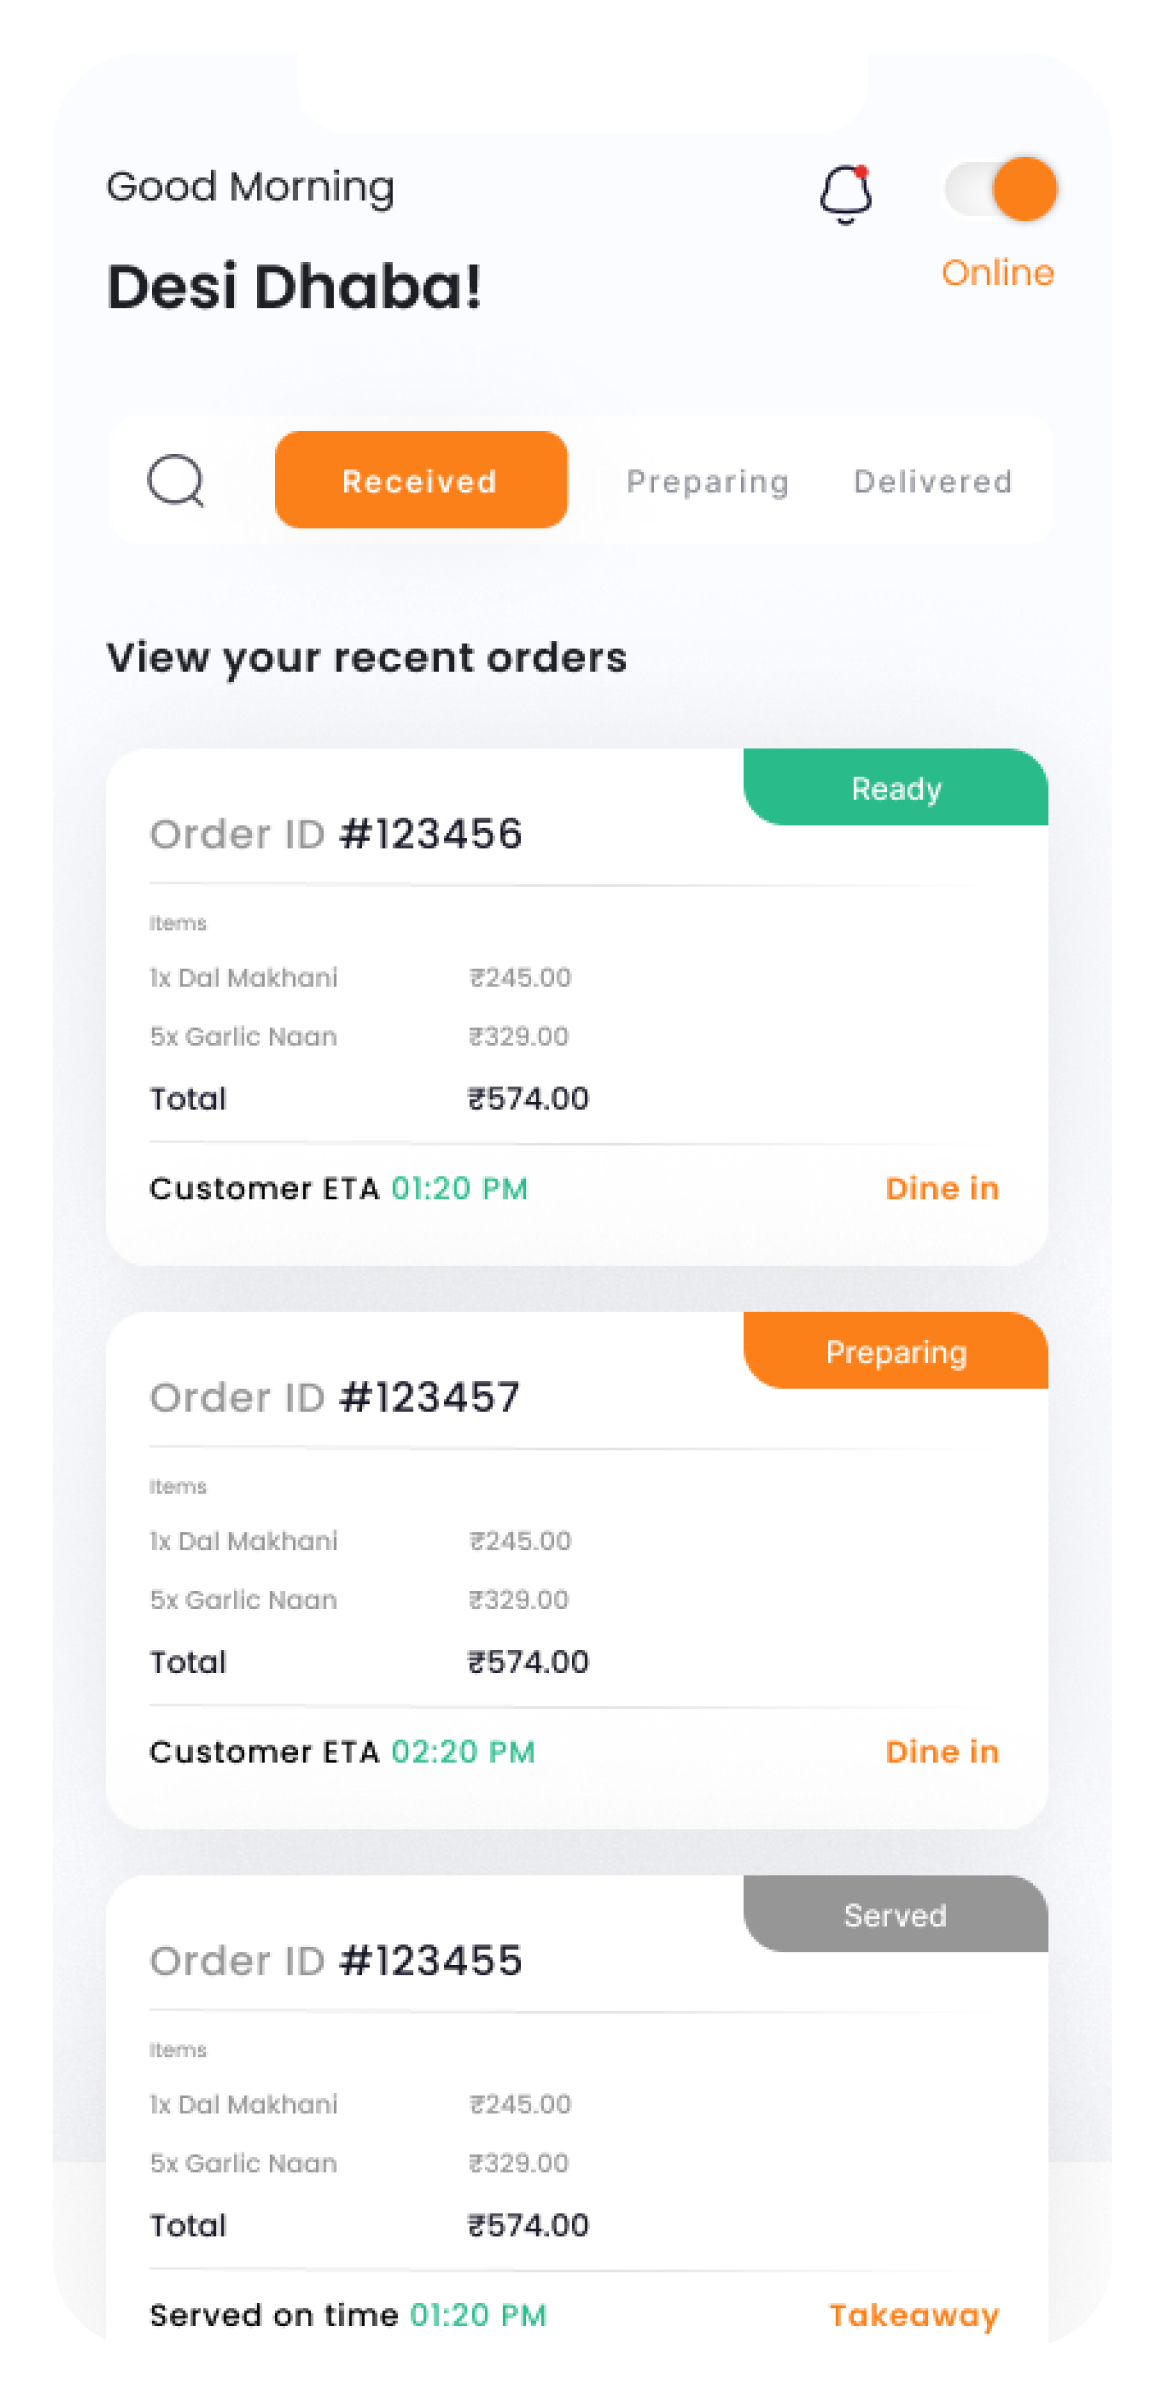 Good Morning
Desi Dhaba!
Online
Received Preparing Delivered
View your recent orders
Ready
Order ID #123456
Items
1x Dal Makhani ₹245.00
5x Garlic Naan ₹329.00
Total ₹574.00
Customer ETA 01:20 PM Dine in
Preparing
Order ID #123457
Items
1x Dal Makhani ₹245.00
5x Garlic Naan ₹329.00
Total ₹574.00
Customer ETA 02:20 PM Dine in
Served
Order ID #123455
Items
1x Dal Makhani ₹245.00
5x Garlic Naan ₹329.00
Total ₹574.00
Served on time 01:20 PM Takeaway